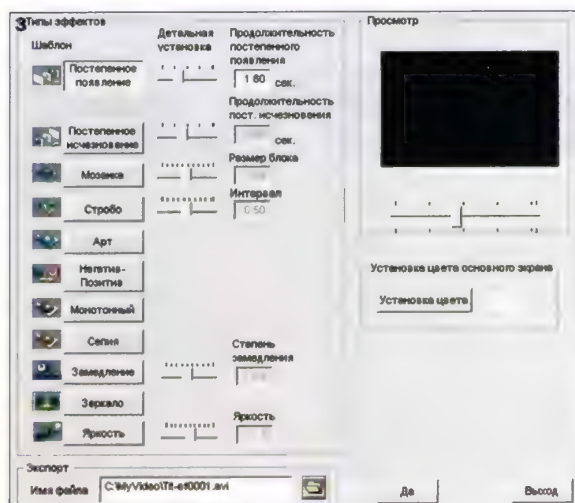 3 Типы эффектов
Шаблон
Детальная установка
Продолжительность постепенного появления
Постепенное появление
1.60 сек.
Продолжительность пост. исчезновения
Постепенное исчезновение
сек.
Размер блока
Мозаика
Интервал
Стробо
0.50
Арт
Негатив-Позитив
Монотонный
Сепия
Степень замедления
Замедление
Зеркало
Яркость
Яркость
Экспорт
Имя файла
C:\MyVideo\Tit-ef0001.avi
Просмотр
Установка цвета основного экрана
Установка цвета
Да
Выход